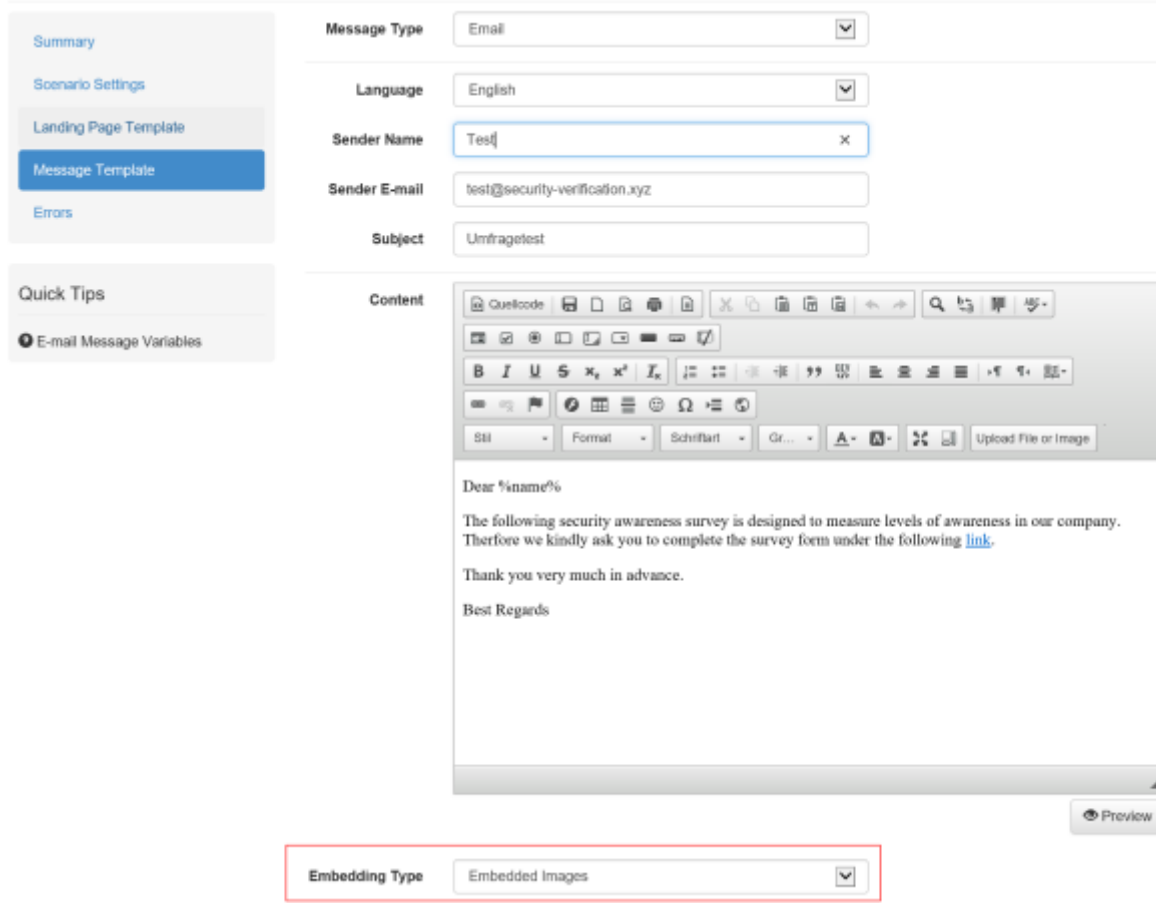 Summary
Scenario Settings
Landing Page Template
Message Template
Errors
Quick Tips
E-mail Message Variables
Message Type Email
Language English
Sender Name Test
Sender E-mail test@security-verification.xyz
Subject Umfragetest
Content
Quellcode
Stil Format Schriftart Gr... Upload File or Image
Dear %name%
The following security awareness survey is designed to measure levels of awareness in our company.
Therfore we kindly ask you to complete the survey form under the following link.
Thank you very much in advance.
Best Regards
Preview
Embedding Type Embedded Images